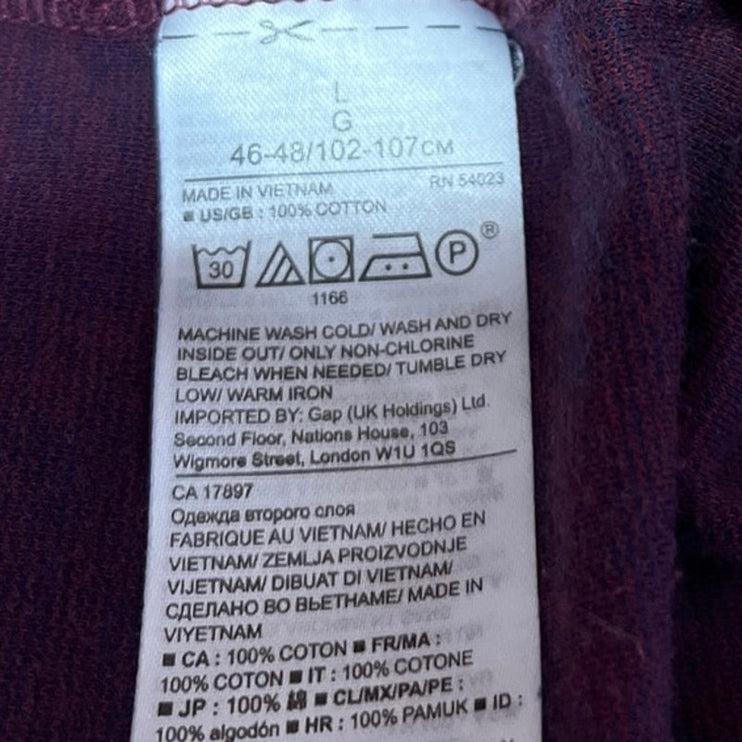 L
G
46-48/102-107CM
MADE IN VIETNAM RN 54023
■ US/GB : 100% COTTON
30 P ®
1166
MACHINE WASH COLD/ WASH AND DRY
INSIDE OUT/ ONLY NON-CHLORINE
BLEACH WHEN NEEDED/ TUMBLE DRY
LOW/ WARM IRON
IMPORTED BY: Gap (UK Holdings) Ltd.
Second Floor, Nations House, 103
Wigmore Street, London W1U 1QS
CA 17897
Одежда второго слоя
FABRIQUE AU VIETNAM/ HECHO EN
VIETNAM/ ZEMLJA PROIZVODNJE
VIJETNAM/ DIBUAT DI VIETNAM/
СДЕЛАНО ВО ВЬЕТНАМЕ/ MADE IN
VIYETNAM
■ CA : 100% COTON ■ FR/MA :
100% COTON ■ IT : 100% COTONE
■ JP : 100% 綿 ■ CL/MX/PA/PE :
100% algodón ■ HR : 100% PAMUK ■ ID :